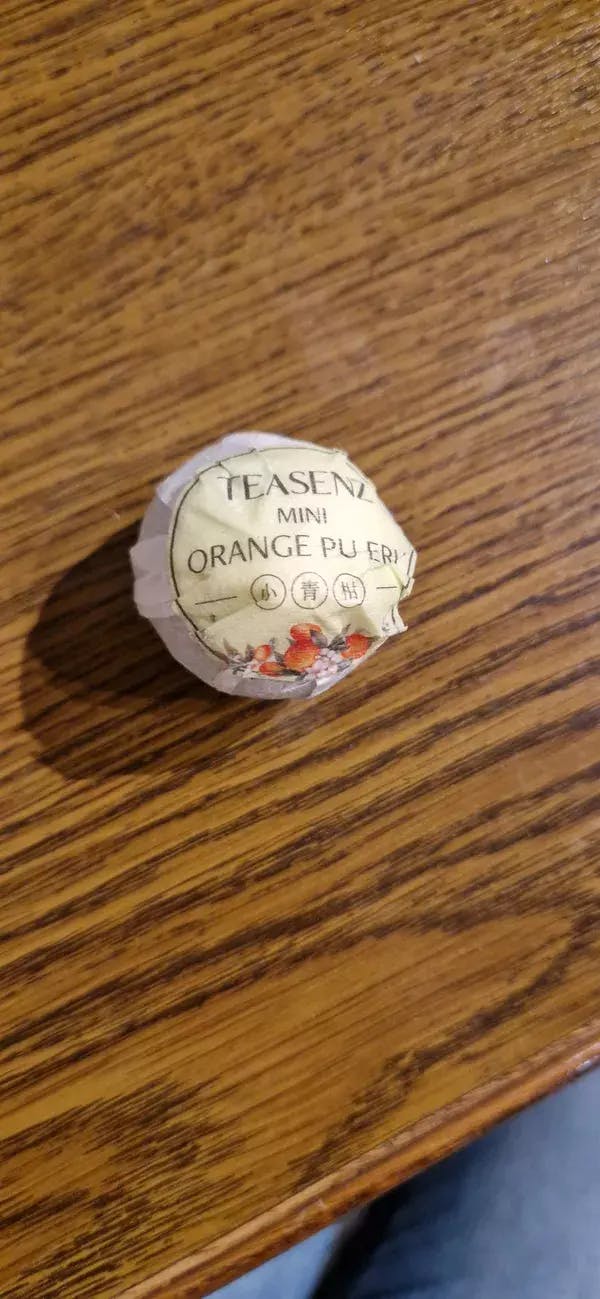 TEASENZ
MINI
ORANGE PU ERH
小青柑